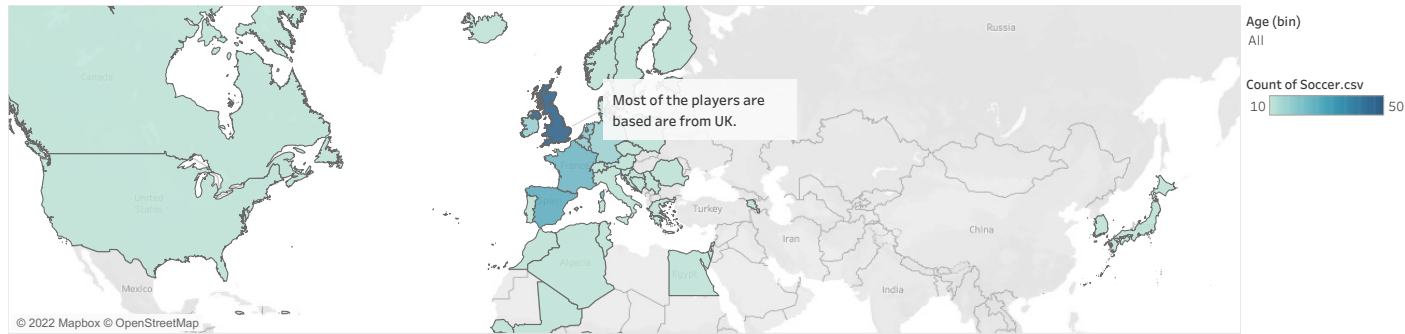 Canada
United
States
Mexico
© 2022 Mapbox © OpenStreetMap
Most of the players are
based are from UK.
France
Spain
Algeria
Egypt
Turkey
Iran
Russia
China
India
Age (bin)
All
Count of Soccer.csv
10 50